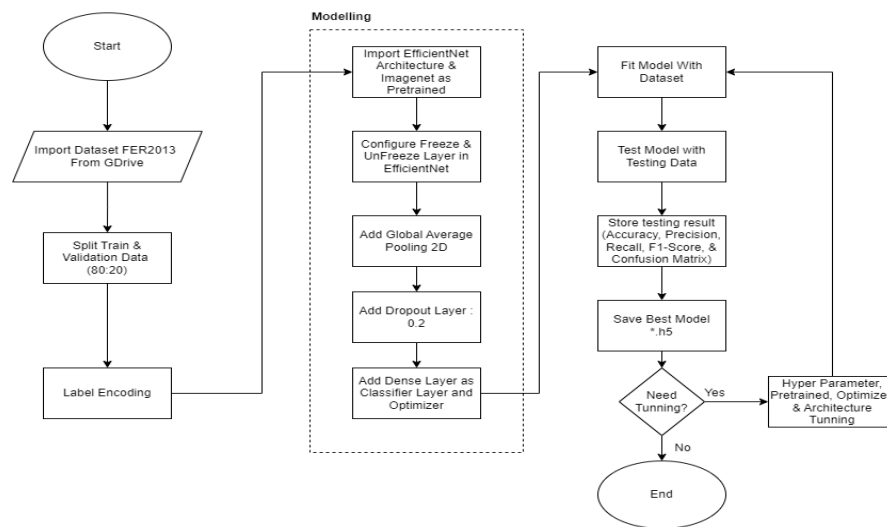 Start
Import Dataset FER2013
From GDrive
Split Train &
Validation Data
(80:20)
Label Encoding
Modelling
Import EfficientNet
Architecture &
Imagenet as
Pretrained
Configure Freeze &
UnFreeze Layer in
EfficientNet
Add Global Average
Pooling 2D
Add Dropout Layer :
0.2
Add Dense Layer as
Classifier Layer and
Optimizer
Fit Model With
Dataset
Test Model with
Testing Data
Store testing result
(Accuracy, Precision,
Recall, F1-Score, &
Confusion Matrix)
Save Best Model
*.h5
Need
Tunning?
Yes
Hyper Parameter,
Pretrained, Optimizer
& Architecture
Tunning
No
End